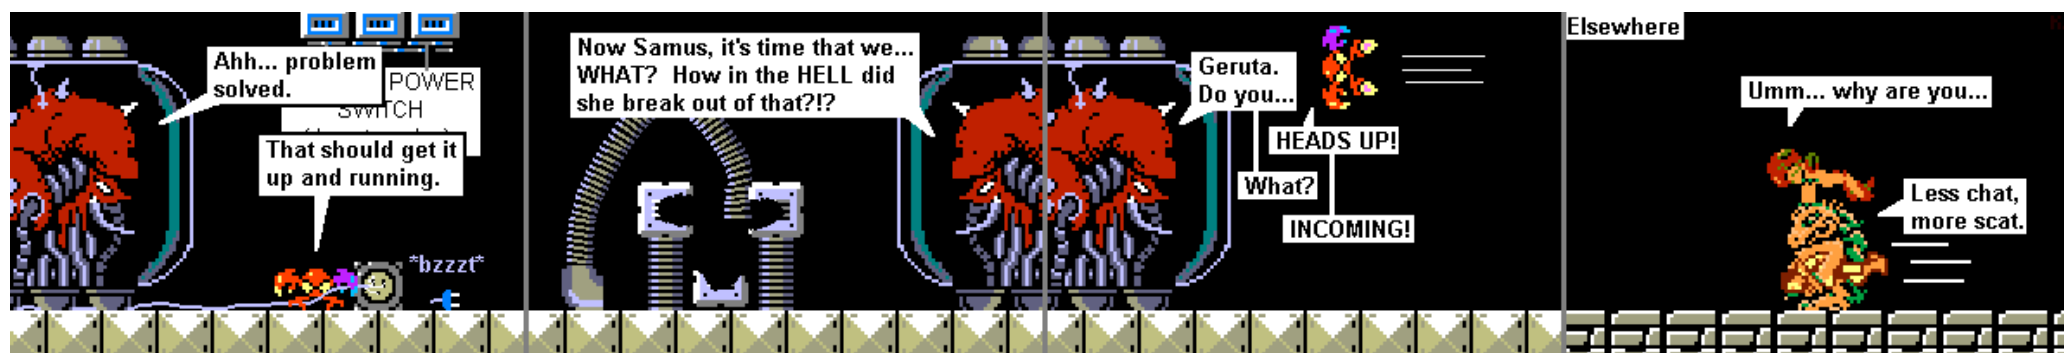 Ahh... problem
solved.
POWER
SWITCH
That should get it
up and running.
*bzzzt*
Now Samus, it's time that we...
WHAT?  How in the HELL did
she break out of that?!?
Geruta.
Do you...
HEADS UP!
What?
INCOMING!
Elsewhere
Umm... why are you...
Less chat,
more scat.